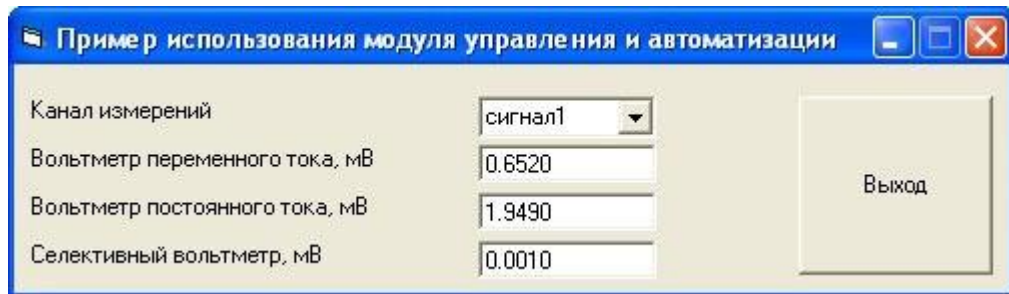 Пример использования модуля управления и автоматизации
Канал измерений сигнал1
Вольтметр переменного тока, мВ 0.6520
Вольтметр постоянного тока, мВ 1.9490
Селективный вольтметр, мВ 0.0010
Выход